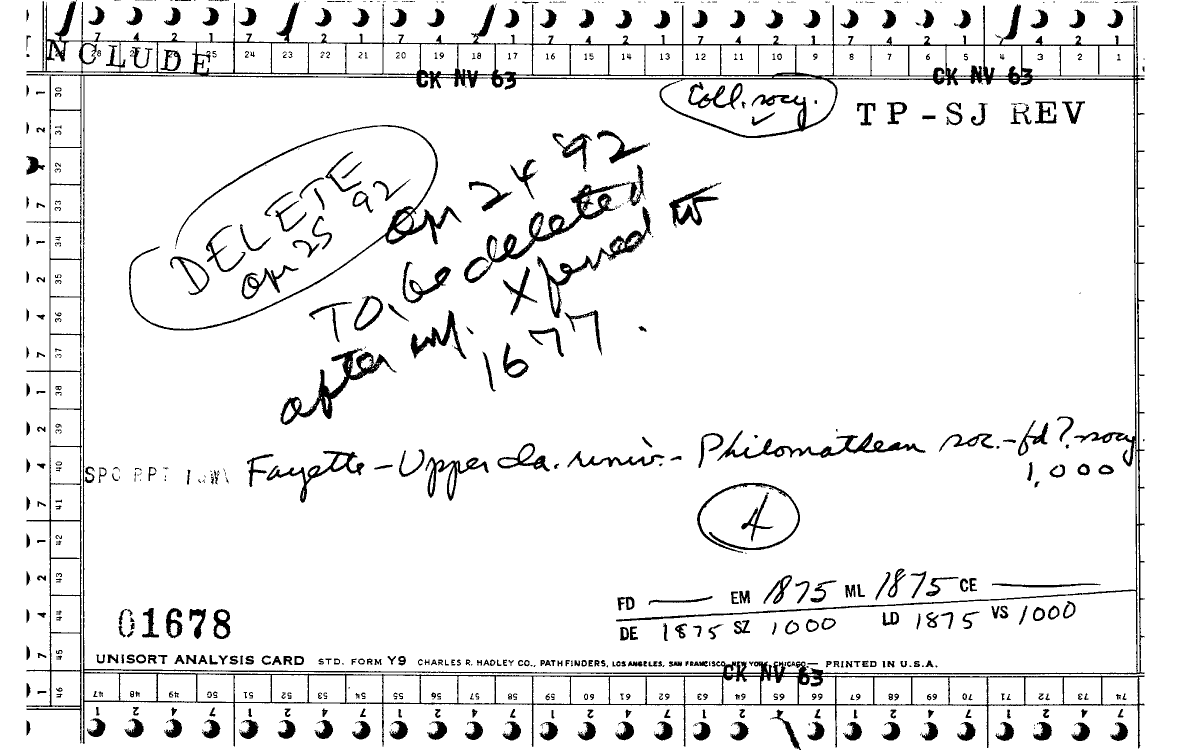 7 4 2 1 7 4 2 1 7 4 2 1 7 4 2 1 7 4 2 1 7 4 2 1 7 4 2 1
INCLUDE
25 24 23 22 21 20 19 18 17 16 15 14 13 12 11 10 9 8 7 6 5 4 3 2 1
CK NV 63 CK NV 63
Coll. socy.
TP-SJ REV
DELETE
apr 25 92
apr 24 '92
TO be deleted
after inf. Xferred to
1677.
SPC RPT IOWA Fayette-Upper Ia. univ.- Philomathean soc.-fd?-socy
1,000
4
FD — EM 1875 ML 1875 CE —
DE 1875 SZ 1000 LD 1875 VS 1000
01678
UNISORT ANALYSIS CARD STD. FORM Y9 CHARLES R. HADLEY CO., PATHFINDERS, LOS ANGELES, SAN FRANCISCO, NEW YORK, CHICAGO— PRINTED IN U.S.A.
CK NV 63
30 31 32 33 34 35 36 37 38 39 40 41 42 43 44 45 46
47 48 49 50 51 52 53 54 55 56 57 58 59 60 61 62 63 64 65 66 67 68 69 70 71 72 73 74
1 2 4 7 1 2 4 7 1 2 4 7 1 2 4 7 1 2 4 7 1 2 4 7 1 2 4 7